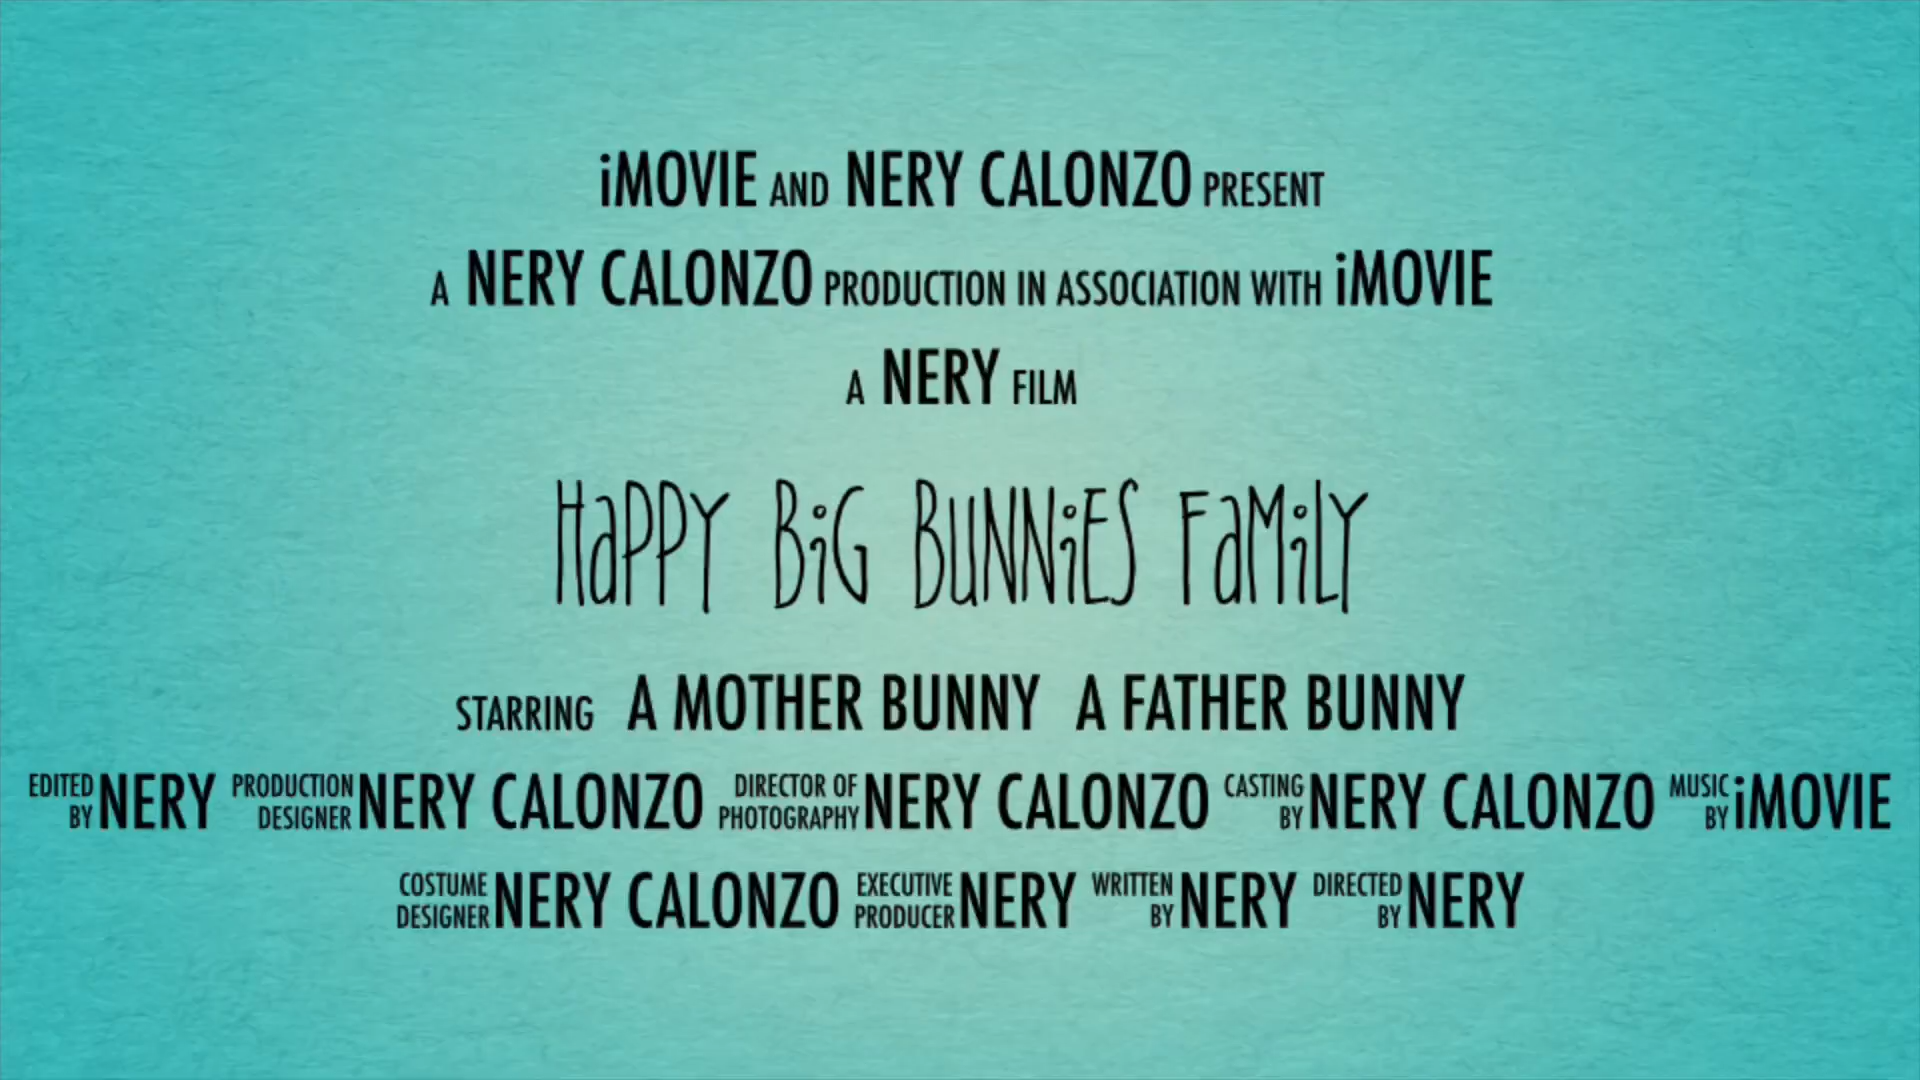 iMOVIE AND NERY CALONZO PRESENT
A NERY CALONZO PRODUCTION IN ASSOCIATION WITH iMOVIE
A NERY FILM
HaPPY BiG BUNNiES FaMiLY
STARRING A MOTHER BUNNY A FATHER BUNNY
EDITED BY NERY PRODUCTION DESIGNER NERY CALONZO DIRECTOR OF PHOTOGRAPHY NERY CALONZO CASTING BY NERY CALONZO MUSIC BY iMOVIE
COSTUME DESIGNER NERY CALONZO EXECUTIVE PRODUCER NERY WRITTEN BY NERY DIRECTED BY NERY